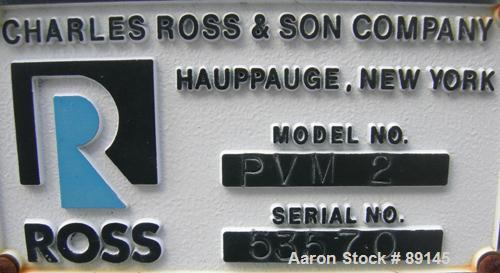 CHARLES ROSS & SON COMPANY
HAUPPAUGE, NEW YORK
MODEL NO.
PVM 2
SERIAL NO.
53570
R
ROSS
Aaron Stock # 89145